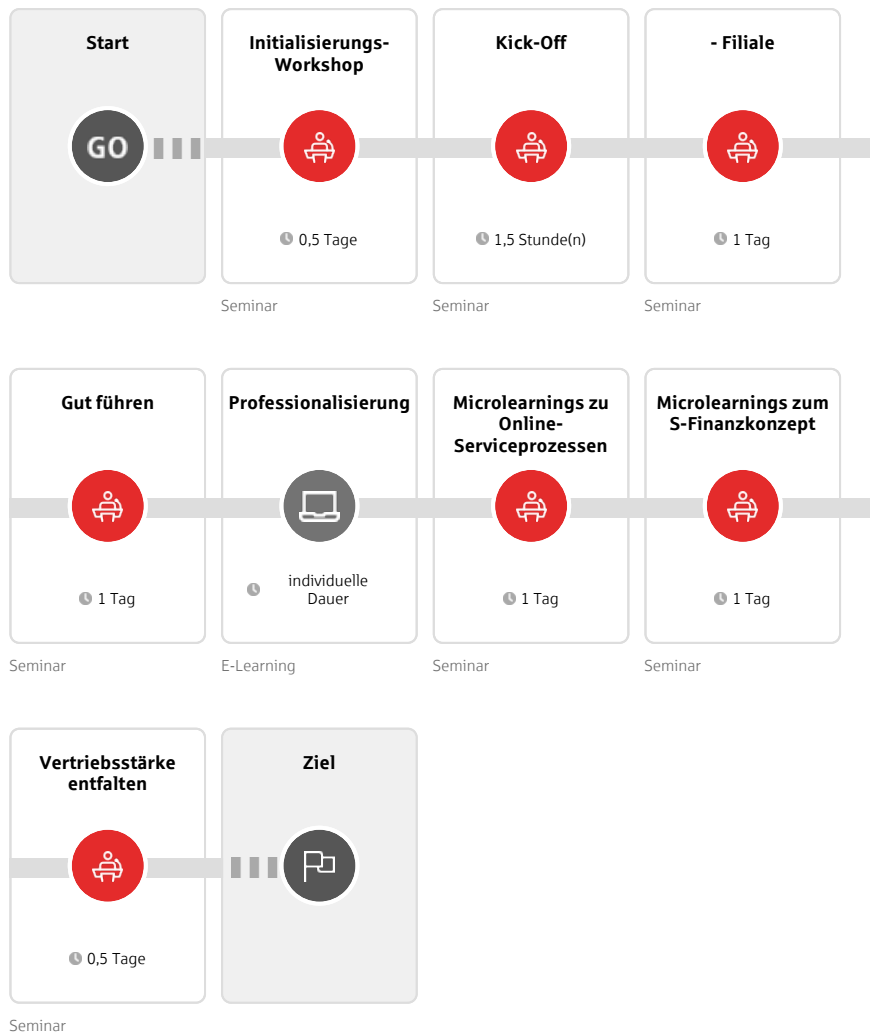 Start
GO
Initialisierungs-
Workshop
0,5 Tage
Seminar
Kick-Off
1,5 Stunde(n)
Seminar
- Filiale
1 Tag
Seminar
Gut führen
1 Tag
Seminar
Professionalisierung
individuelle
Dauer
E-Learning
Microlearnings zu
Online-
Serviceprozessen
1 Tag
Seminar
Microlearnings zum
S-Finanzkonzept
1 Tag
Seminar
Vertriebsstärke
entfalten
0,5 Tage
Seminar
Ziel